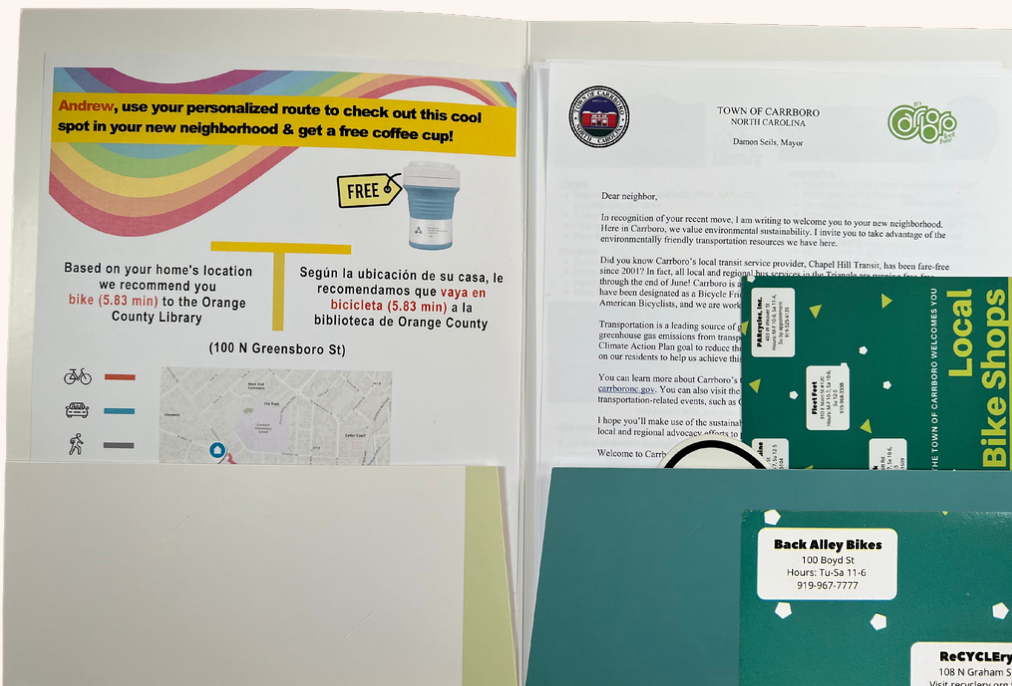 Andrew, use your personalized route to check out this cool
spot in your new neighborhood & get a free coffee cup!
FREE
Based on your home's location
we recommend you
bike (5.83 min) to the Orange
County Library
Según la ubicación de su casa, le
recomendamos que vaya en
bicicleta (5.83 min) a la
biblioteca de Orange County
(100 N Greensboro St)
TOWN OF CARRBORO
NORTH CAROLINA
Damon Seils, Mayor
Carrboro
Dear neighbor,
In recognition of your recent move, I am writing to welcome you to your new neighborhood.
Here in Carrboro, we value environmental sustainability. I invite you to take advantage of the
environmentally friendly transportation resources we have here.
Did you know Carrboro's local transit service provider, Chapel Hill Transit, has been fare-free
since 2001? In fact, all local and regional bus services in the Triangle are running fare-free
through the end of June! Carrboro is a
have been designated as a Bicycle
American Bicyclists, and we are
Transportation is a leading source of
greenhouse gas emissions from
Climate Action Plan goal to reduce
on our residents to help us achieve
You can learn more about Carrboro's
carrboronc.gov. You can also visit the
transportation-related events, such as
I hope you'll make use of the
local and regional advocacy efforts to
Welcome to
THE TOWN OF CARRBORO WELCOMES YOU
Local
Bike Shops
PARcycles, Inc.
Fleet Feet
Back Alley Bikes
100 Boyd St
Hours: Tu-Sa 11-6
919-967-7777
ReCYCLEry
108 N Graham
Visit recyclery.org